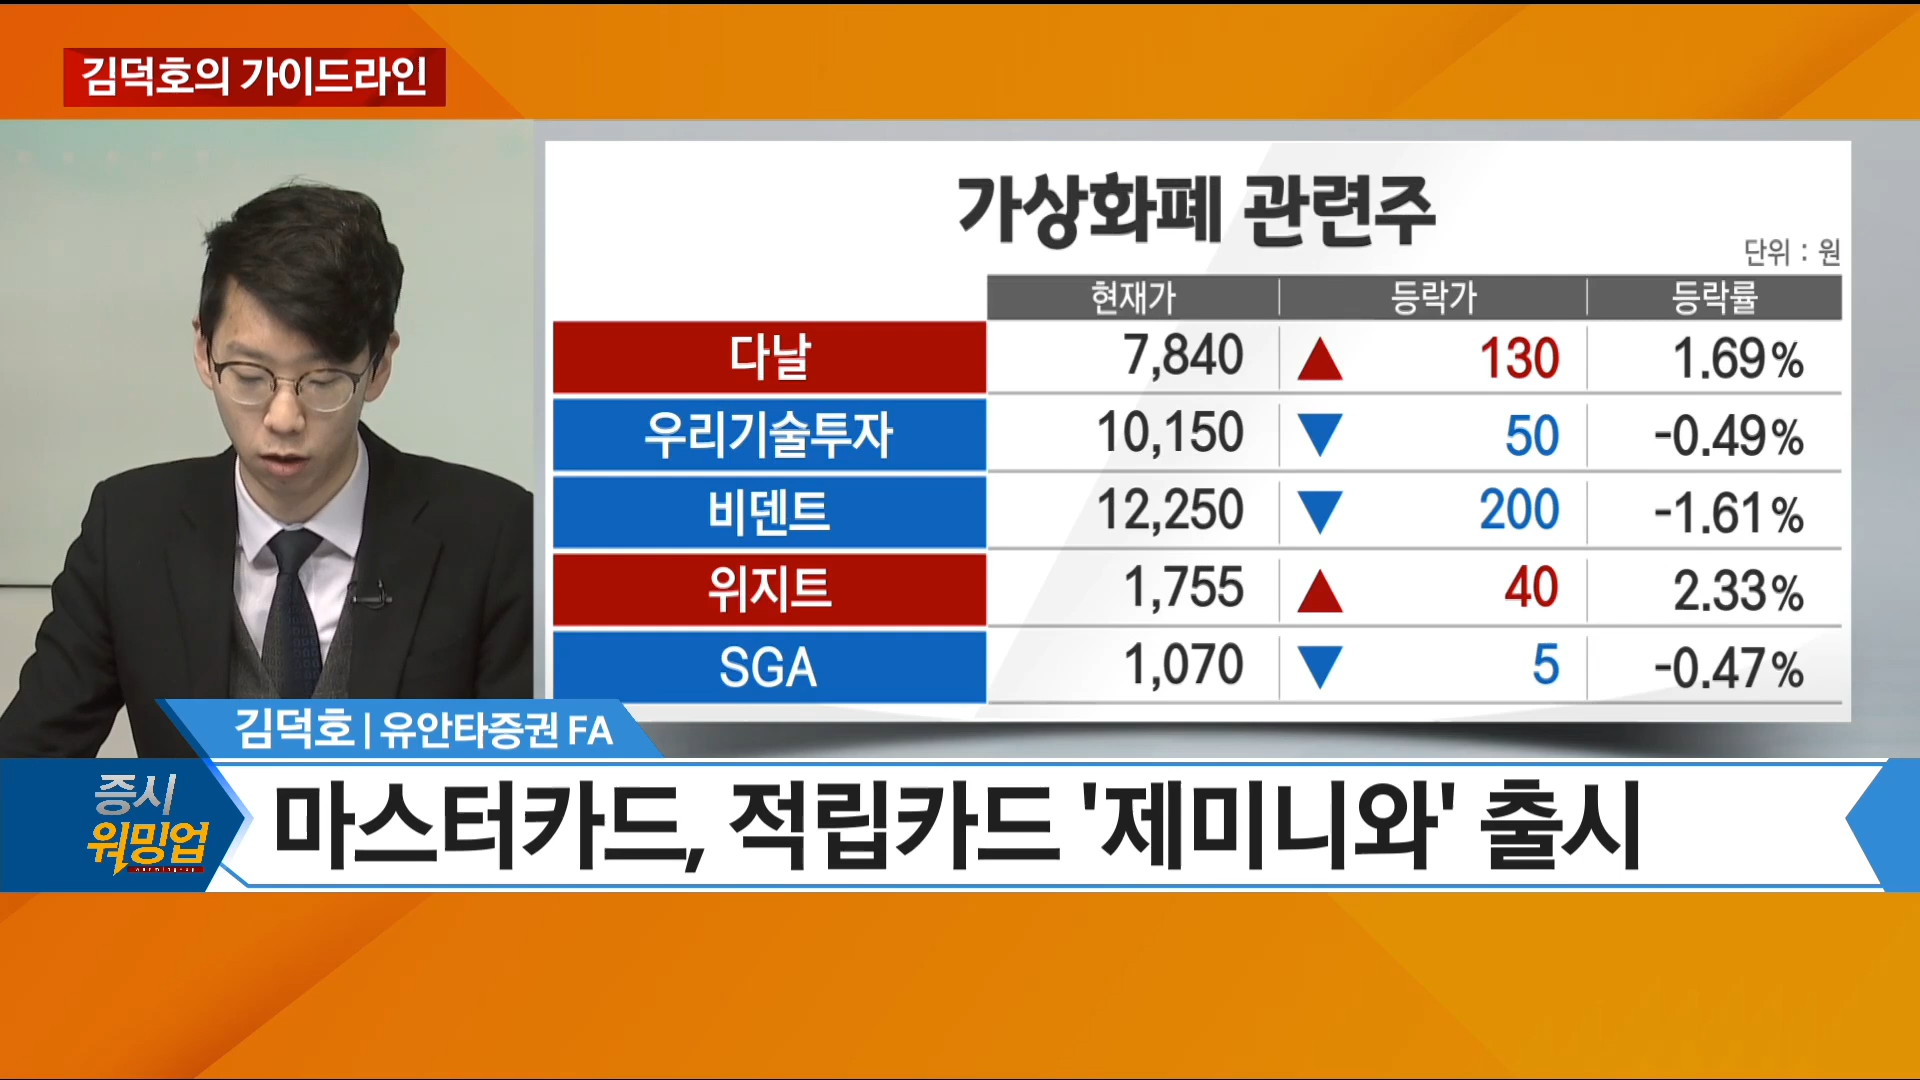 김덕호의 가이드라인
가상화폐 관련주
단위 : 원
현재가 등락가 등락률
다날 7,840 ▲ 130 1.69%
우리기술투자 10,150 ▼ 50 -0.49%
비덴트 12,250 ▼ 200 -1.61%
위지트 1,755 ▲ 40 2.33%
SGA 1,070 ▼ 5 -0.47%
김덕호 | 유안타증권 FA
증시
워밍업
마스터카드, 적립카드 '제미니와' 출시